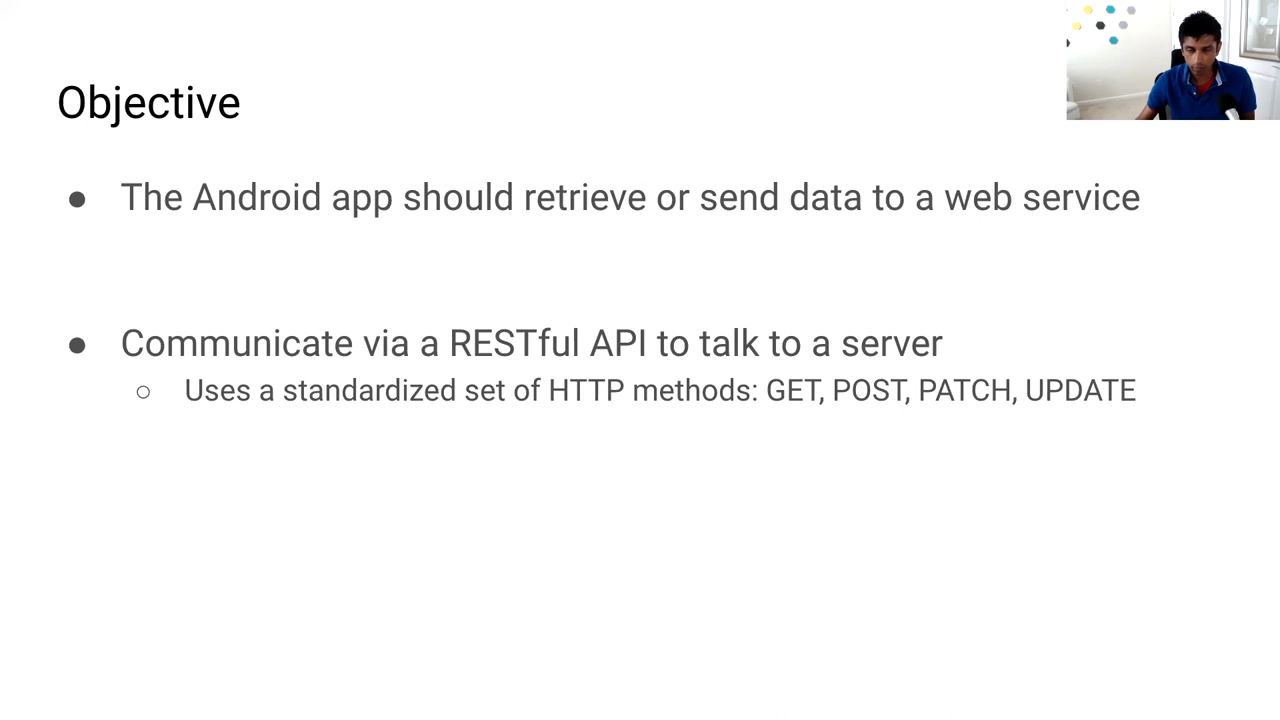 Objective
● The Android app should retrieve or send data to a web service
● Communicate via a RESTful API to talk to a server
○ Uses a standardized set of HTTP methods: GET, POST, PATCH, UPDATE